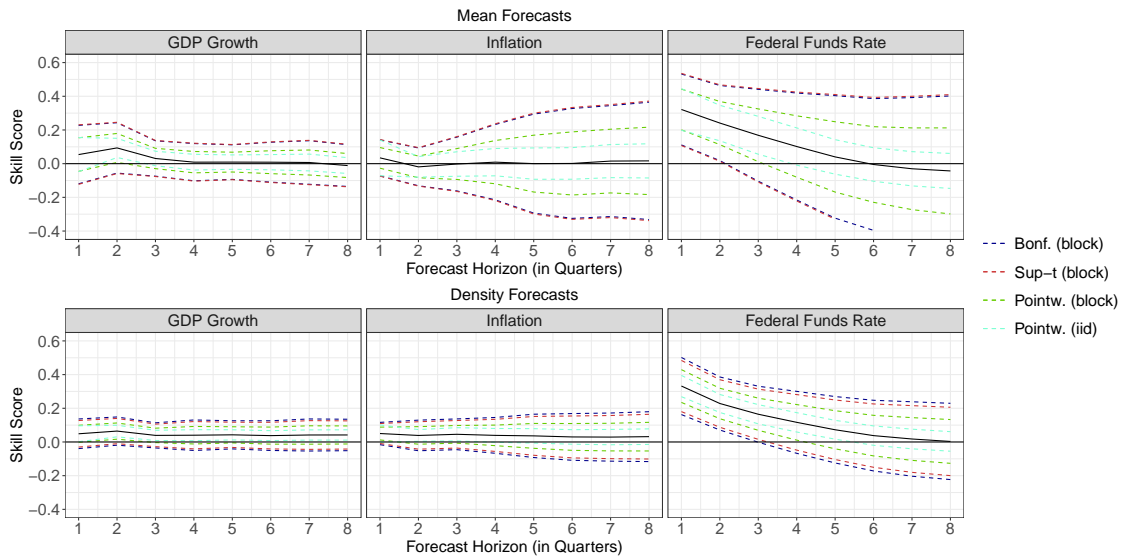 Mean Forecasts
GDP Growth Inflation Federal Funds Rate
Skill Score
0.6
0.4
0.2
0.0
−0.2
−0.4
1 2 3 4 5 6 7 8 1 2 3 4 5 6 7 8 1 2 3 4 5 6 7 8
Forecast Horizon (in Quarters)
Density Forecasts
GDP Growth Inflation Federal Funds Rate
Skill Score
0.6
0.4
0.2
0.0
−0.2
−0.4
1 2 3 4 5 6 7 8 1 2 3 4 5 6 7 8 1 2 3 4 5 6 7 8
Forecast Horizon (in Quarters)
Bonf. (block)
Sup−t (block)
Pointw. (block)
Pointw. (iid)